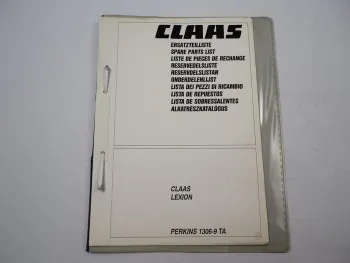 CLAAS
ERSATZTEILLISTE
SPARE PARTS LIST
LISTE DE PIECES DE RECHANGE
RESERVEDELSLISTE
RESERVDELSLISTAN
ONDERDELENLIJST
LISTA DEI PEZZI DI RICAMBIO
LISTA DE REPUESTOS
LISTA DE SOBRESSALENTES
ALKATRÉSZKATALÓGUS
CLAAS
LEXION
PERKINS 1306-9 TA